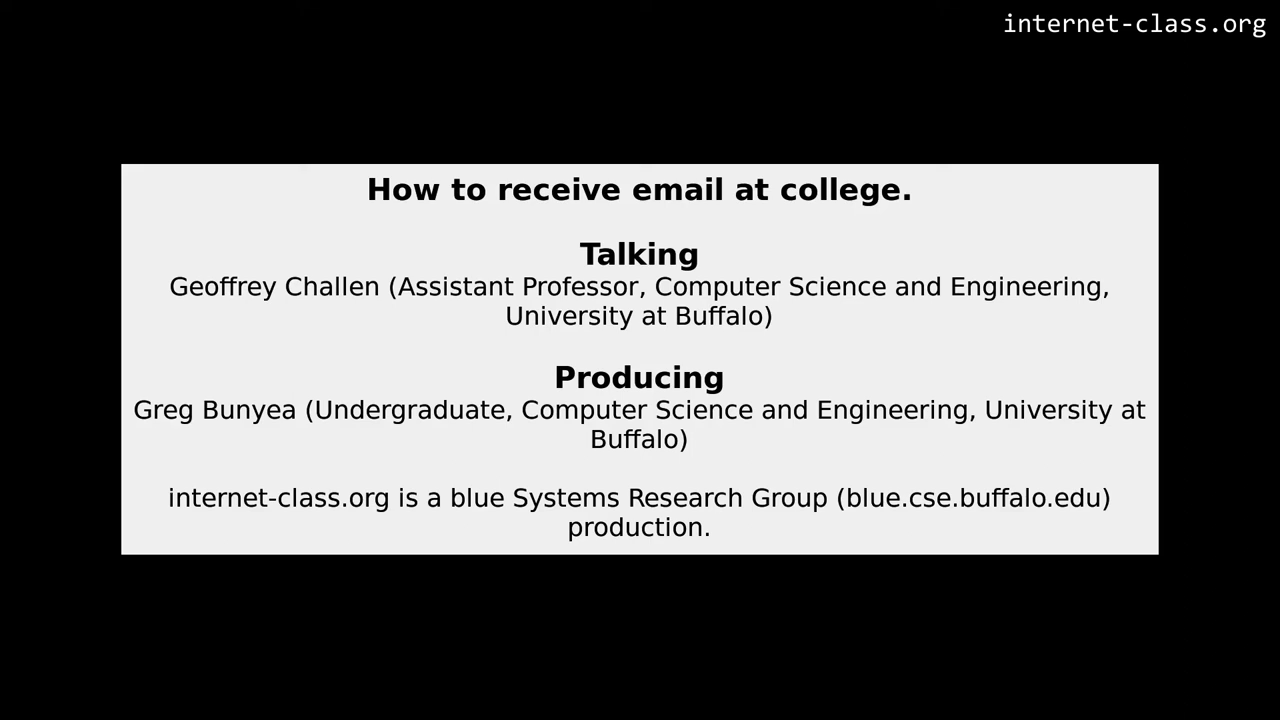 internet-class.org
How to receive email at college.
Talking
Geoffrey Challen (Assistant Professor, Computer Science and Engineering,
University at Buffalo)
Producing
Greg Bunyea (Undergraduate, Computer Science and Engineering, University at
Buffalo)
internet-class.org is a blue Systems Research Group (blue.cse.buffalo.edu)
production.